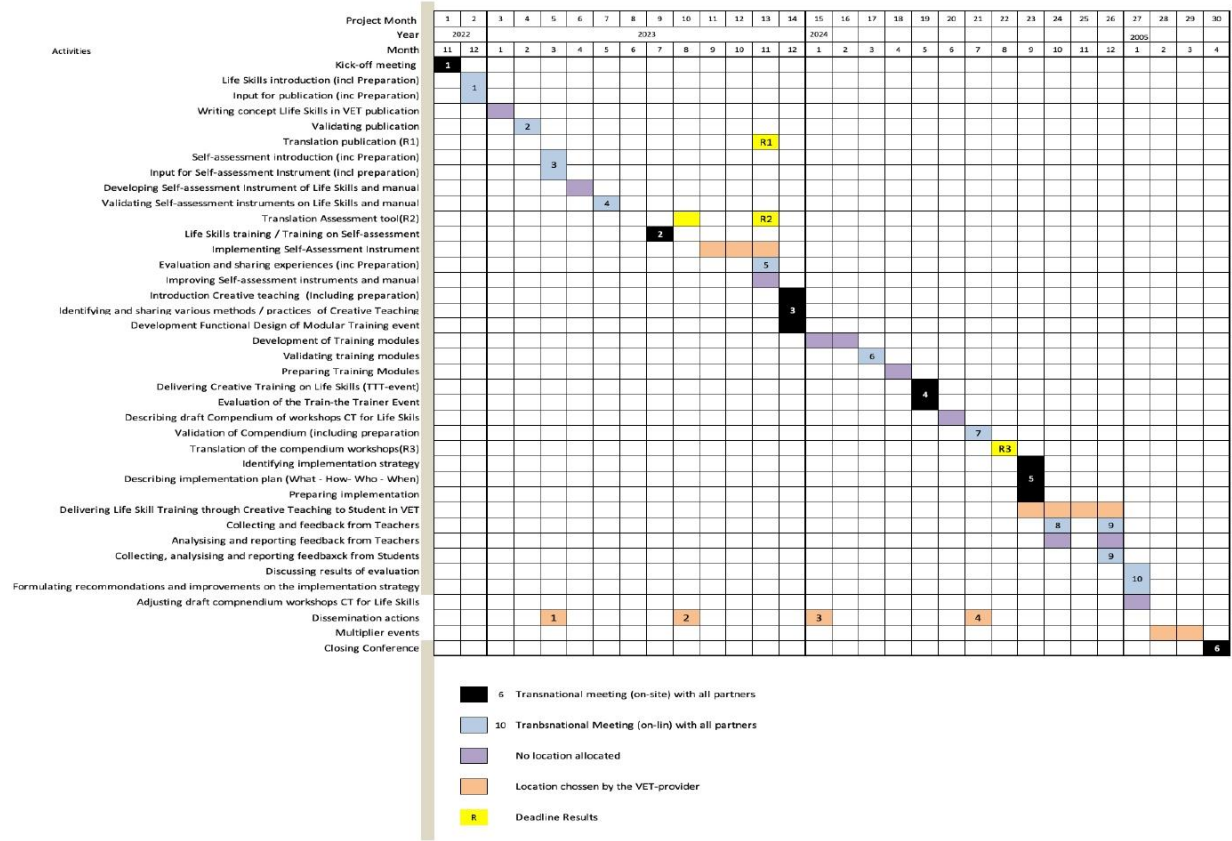 Project Month 1 2 3 4 5 6 7 8 9 10 11 12 13 14 15 16 17 18 19 20 21 22 23 24 25 26 27 28 29 30
Year 2022 2023 2024 2005
Activities Month 11 12 1 2 3 4 5 6 7 8 9 10 11 12 1 2 3 4 5 6 7 8 9 10 11 12 1 2 3 4
Kick-off meeting 1
Life Skills introduction (incl Preparation)
1
Input for publication (inc Preparation)
Writing concept Llife Skills in VET publication
Validating publication 2
Translation publication (R1) R1
Self-assessment introduction (inc Preparation)
3
Input for Self-assessment Instrument (incl preparation)
Developing Self-assessment Instrument of Life Skills and manual
Validating Self-assessment instruments on Life Skills and manual 4
Translation Assessment tool(R2) R2
Life Skills training / Training on Self-assessment 2
Implementing Self-Assessment Instrument
Evaluation and sharing experiences (inc Preparation) 5
Improving Self-assessment instruments and manual
Introduction Creative teaching (Including preparation)
Identifying and sharing various methods / practices of Creative Teaching 3
Development Functional Design of Modular Training event
Development of Training modules
Validating training modules 6
Preparing Training Modules
Delivering Creative Training on Life Skills (TTT-event)
4
Evaluation of the Train-the Trainer Event
Describing draft Compendium of workshops CT for Life Skils
Validation of Compendium (including preparation 7
Translation of the compendium workshops(R3) R3
Identifying implementation strategy
Describing implementation plan (What - How- Who - When) 5
Preparing implementation
Delivering Life Skill Training through Creative Teaching to Student in VET
Collecting and feedback from Teachers 8 9
Analysising and reporting feedback from Teachers
Collecting, analysising and reporting feedbaxck from Students 9
Discussing results of evaluation
10
Formulating recommondations and improvements on the implementation strategy
Adjusting draft compnendium workshops CT for Life Skills
Dissemination actions 1 2 3 4
Multiplier events
Closing Conference 6
6 Transnational meeting (on-site) with all partners
10 Tranbsnational Meeting (on-lin) with all partners
No location allocated
Location chossen by the VET-provider
R Deadline Results